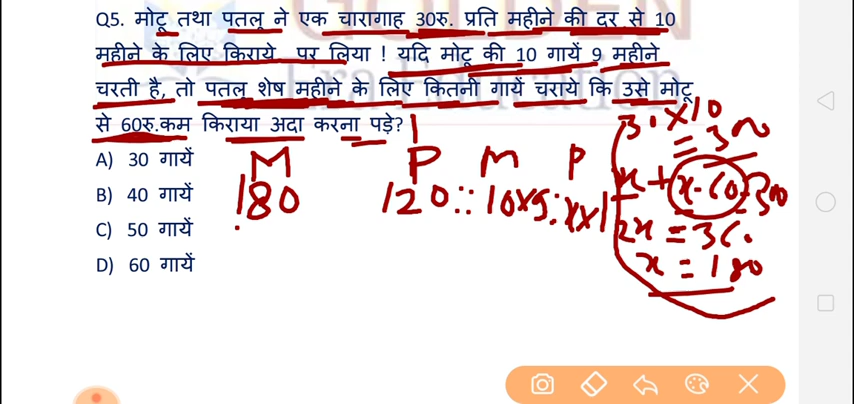 Q5. मोटू तथा पतलू ने एक चारागाह 30रु. प्रति महीने की दर से 10
महीने के लिए किराये पर लिया ! यदि मोटू की 10 गायें 9 महीने
चरती है, तो पतलू शेष महीने के लिए कितनी गायें चराये कि उसे मोटू
से 60रु.कम किराया अदा करना पड़े?
30×10
= 300
A) 30 गायें
M P M P
x + x-60=300
B) 40 गायें
180 120 :: 10×9:x×1
C) 50 गायें
2x = 360
D) 60 गायें
x = 180